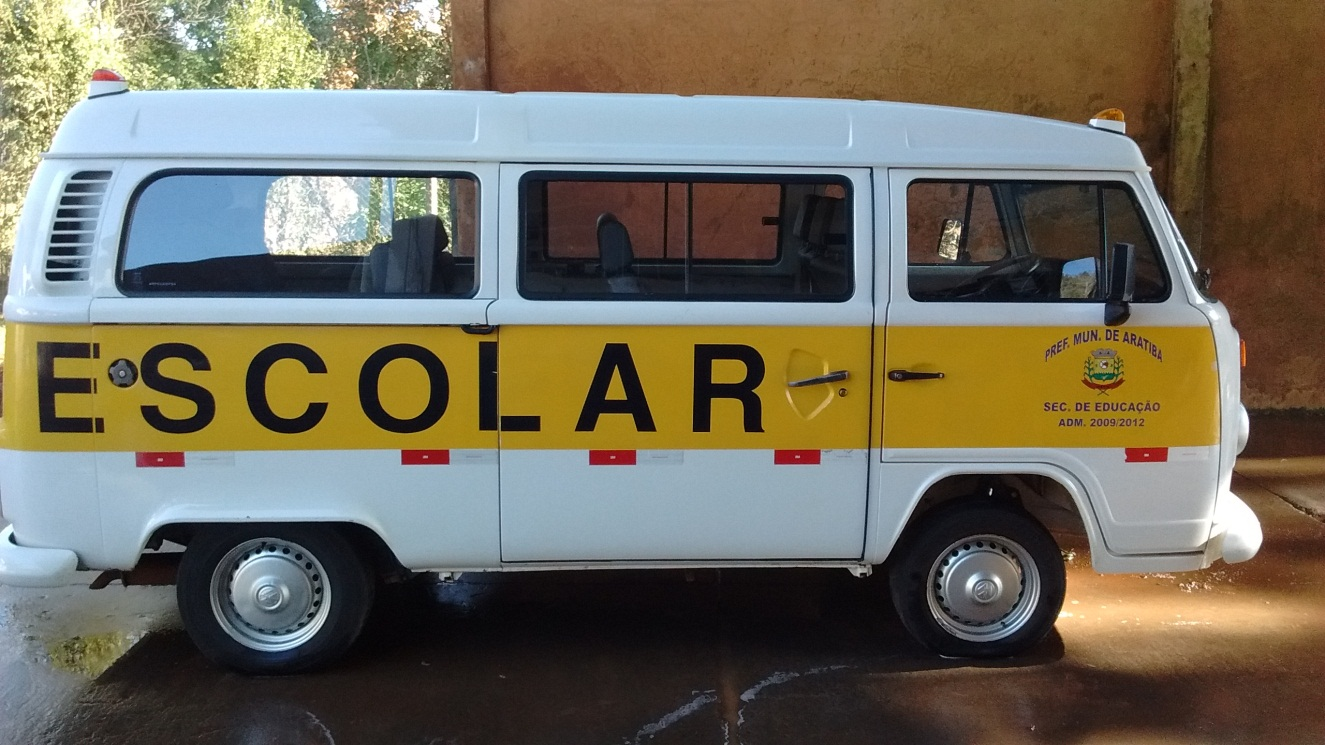 ESCOLAR
PREF. MUN. DE ARATIBA
SEC. DE EDUCAÇÃO
ADM. 2009/2012